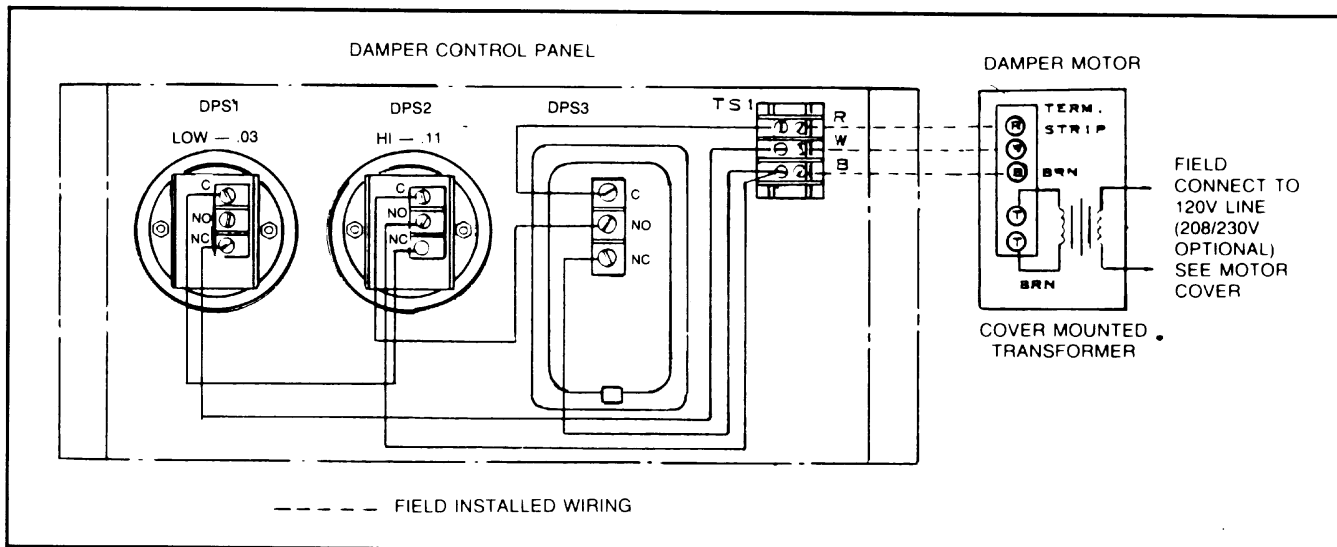 DAMPER CONTROL PANEL
DPS1
LOW — .03
C
NO
NC
DPS2
HI — .11
C
NO
NC
DPS3
C
NO
NC
TS1
R
W
B
DAMPER MOTOR
TERM.
STRIP
R
W
B
BRN
T
T
BRN
COVER MOUNTED
TRANSFORMER
FIELD
CONNECT TO
120V LINE
(208/230V
OPTIONAL)
SEE MOTOR
COVER
----- FIELD INSTALLED WIRING